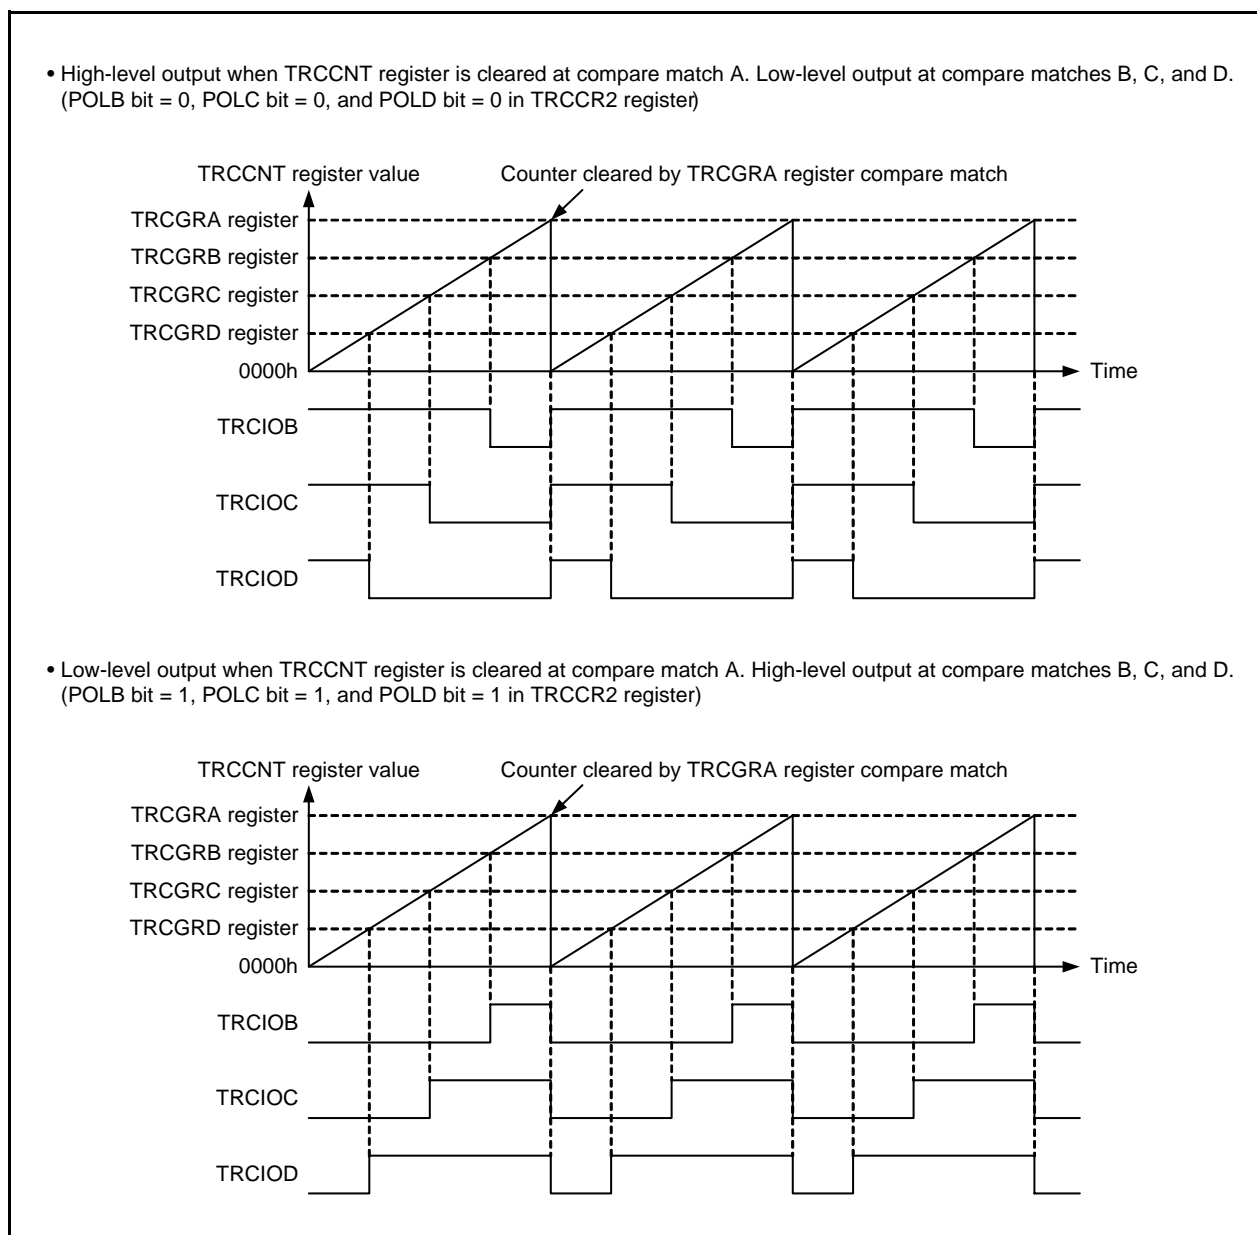 • High-level output when TRCCNT register is cleared at compare match A. Low-level output at compare matches B, C, and D.
(POLB bit = 0, POLC bit = 0, and POLD bit = 0 in TRCCR2 register)
TRCCNT register value
Counter cleared by TRCGRA register compare match
TRCGRA register
TRCGRB register
TRCGRC register
TRCGRD register
0000h
Time
TRCIOB
TRCIOC
TRCIOD
• Low-level output when TRCCNT register is cleared at compare match A. High-level output at compare matches B, C, and D.
(POLB bit = 1, POLC bit = 1, and POLD bit = 1 in TRCCR2 register)
TRCCNT register value
Counter cleared by TRCGRA register compare match
TRCGRA register
TRCGRB register
TRCGRC register
TRCGRD register
0000h
Time
TRCIOB
TRCIOC
TRCIOD